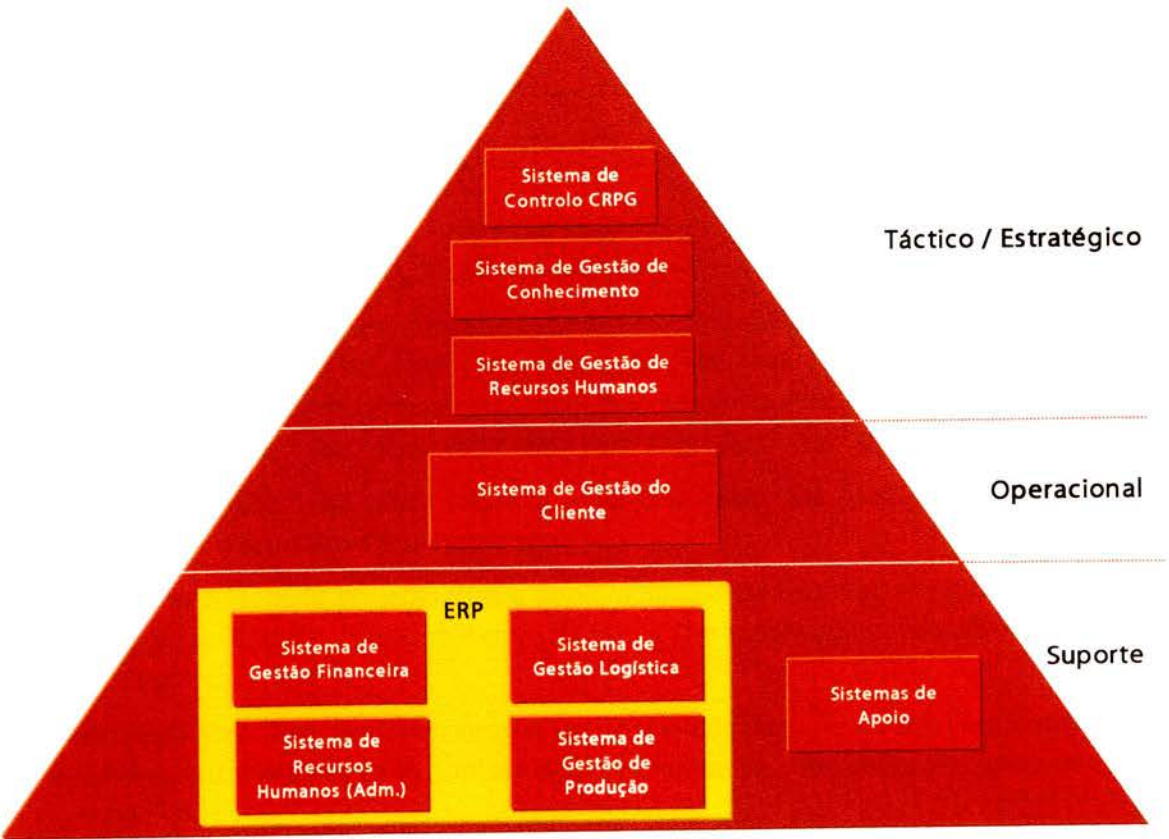 Sistema de
Controlo CRPG
Táctico / Estratégico
Sistema de Gestão de
Conhecimento
Sistema de Gestão de
Recursos Humanos
Sistema de Gestão do
Cliente
Operacional
ERP
Sistema de
Gestão Financeira
Sistema de
Gestão Logística
Suporte
Sistemas de
Apoio
Sistema de
Recursos
Humanos (Adm.)
Sistema de
Gestão de
Produção